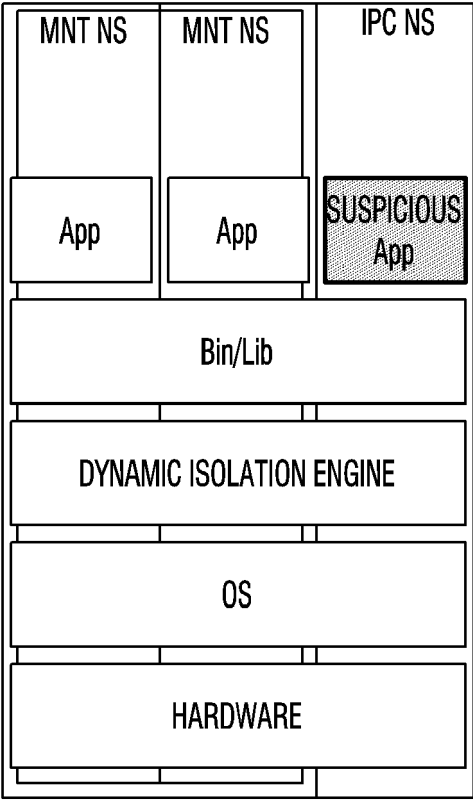 MNT NS
MNT NS
IPC NS
App
App
SUSPICIOUS
App
Bin/Lib
DYNAMIC ISOLATION ENGINE
OS
HARDWARE